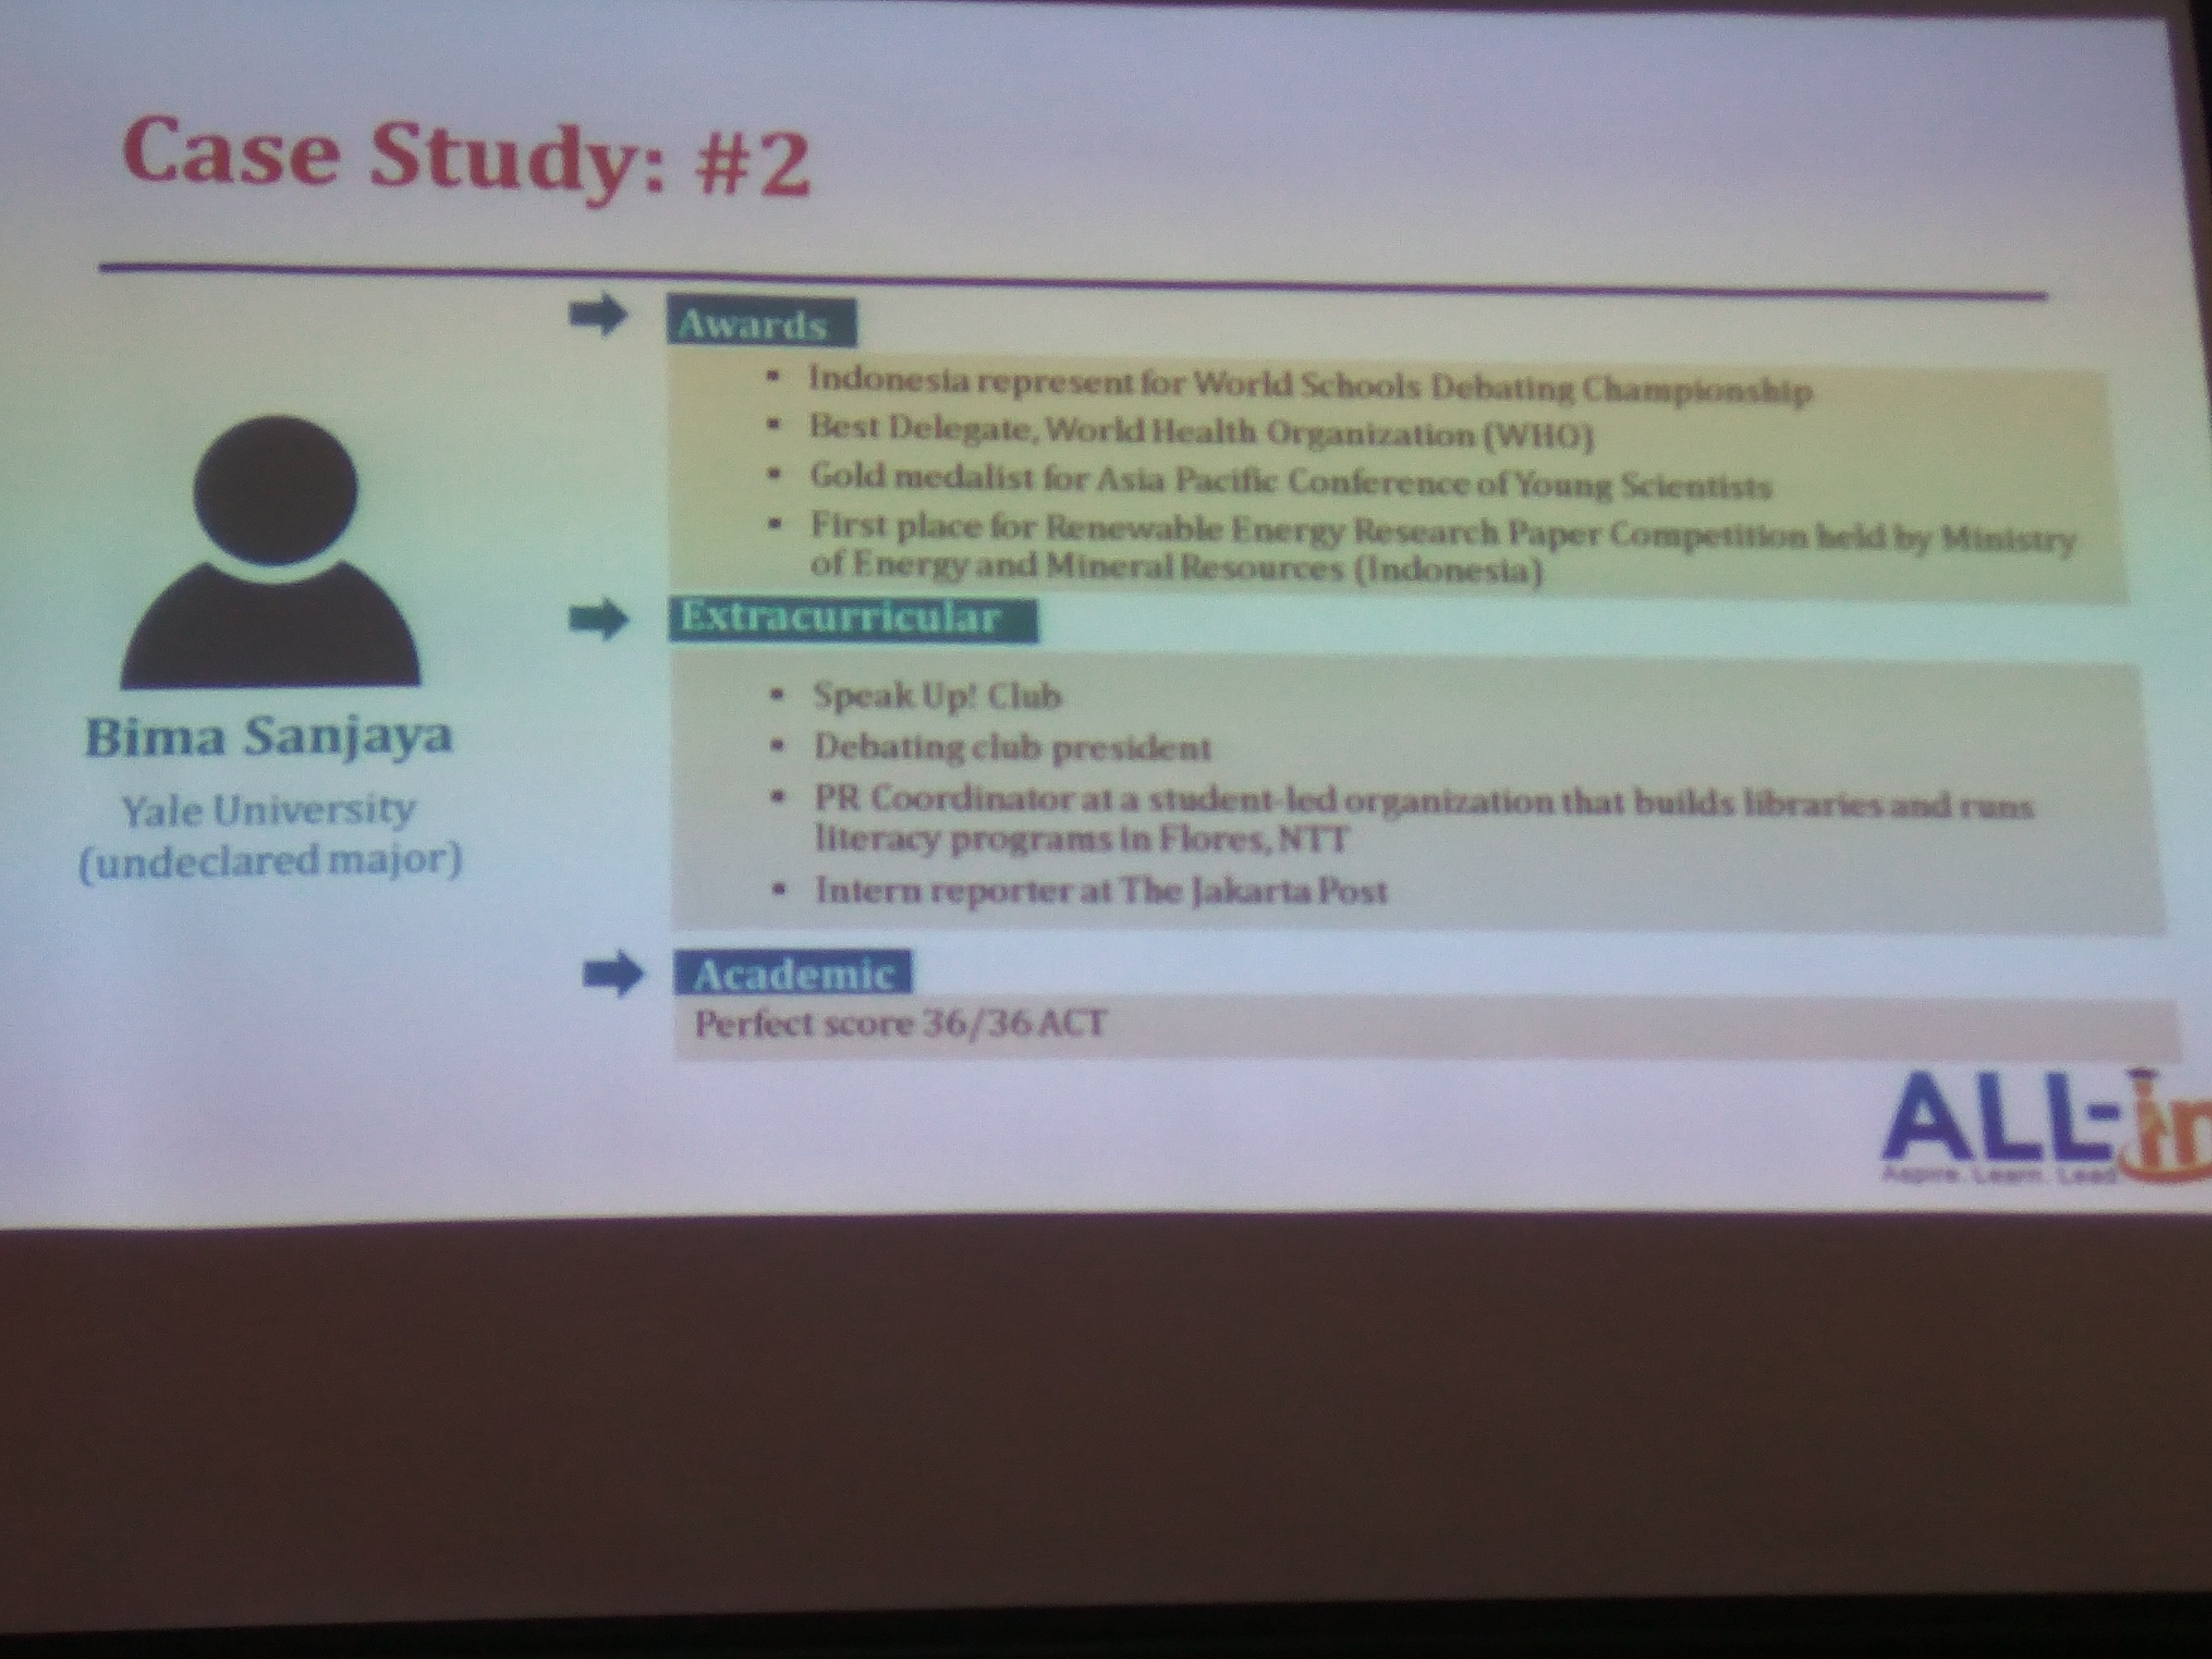 Case Study: #2
Awards
▪ Indonesia represent for World Schools Debating Championship
▪ Best Delegate, World Health Organization (WHO)
▪ Gold medalist for Asia Pacific Conference of Young Scientists
▪ First place for Renewable Energy Research Paper Competition held by Ministry
of Energy and Mineral Resources (Indonesia)
Extracurricular
• Speak Up! Club
• Debating club president
• PR Coordinator at a student-led organization that builds libraries and runs
literacy programs in Flores, NTT
• Intern reporter at The Jakarta Post
Academic
Perfect score 36/36 ACT
Bima Sanjaya
Yale University
(undeclared major)
ALL-in
Aspire. Learn. Lead